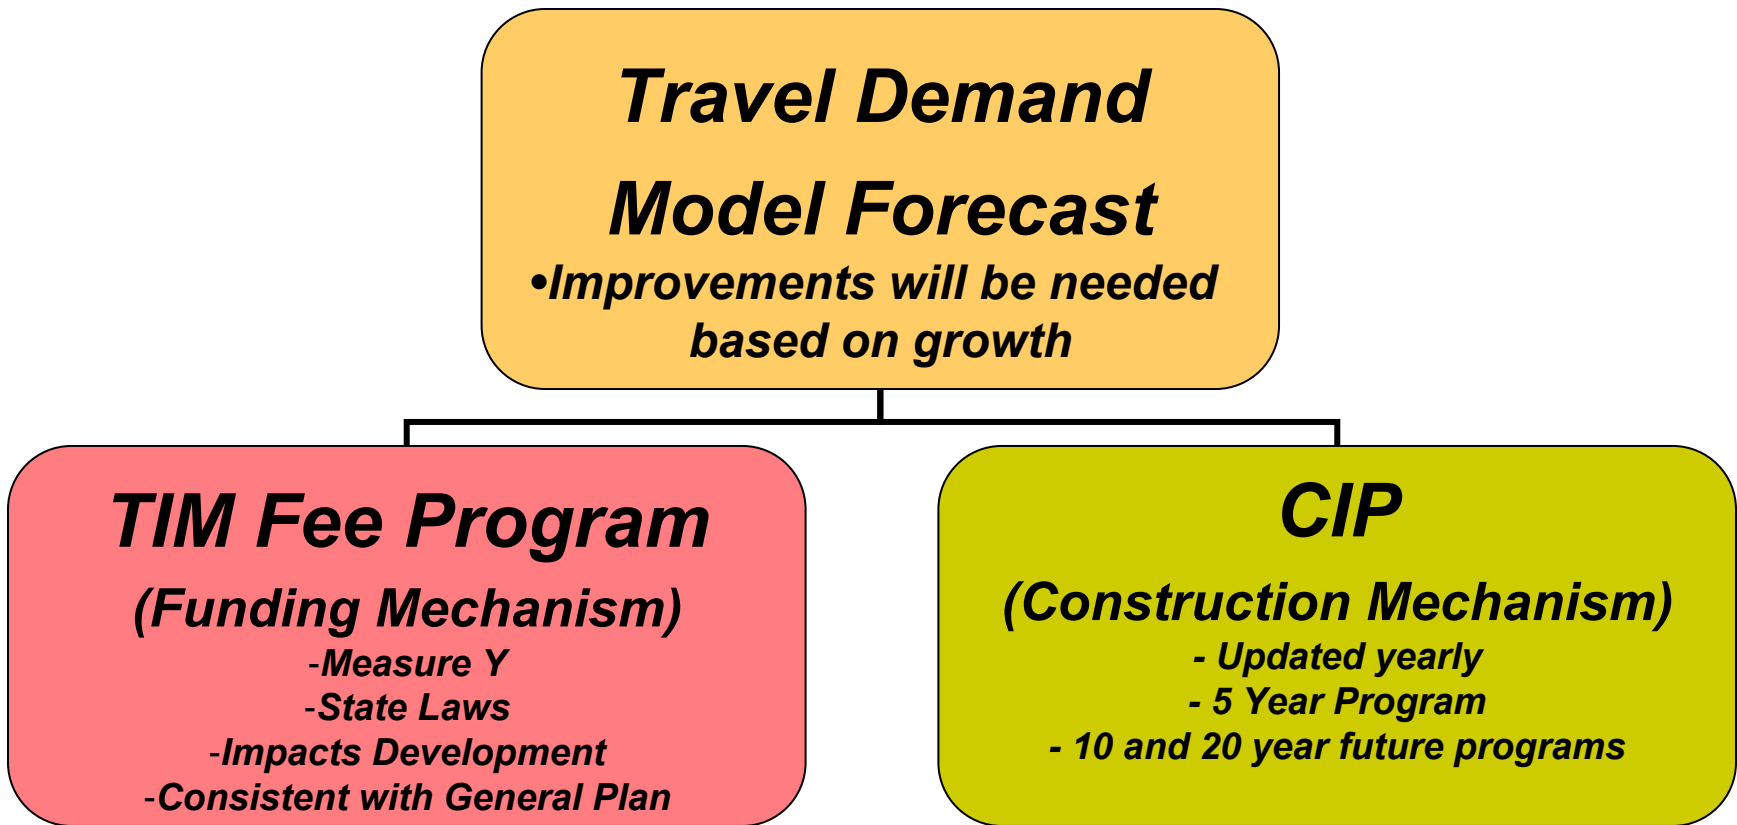 Travel Demand
Model Forecast
•Improvements will be needed
based on growth
TIM Fee Program
(Funding Mechanism)
-Measure Y
-State Laws
-Impacts Development
-Consistent with General Plan
CIP
(Construction Mechanism)
- Updated yearly
- 5 Year Program
- 10 and 20 year future programs